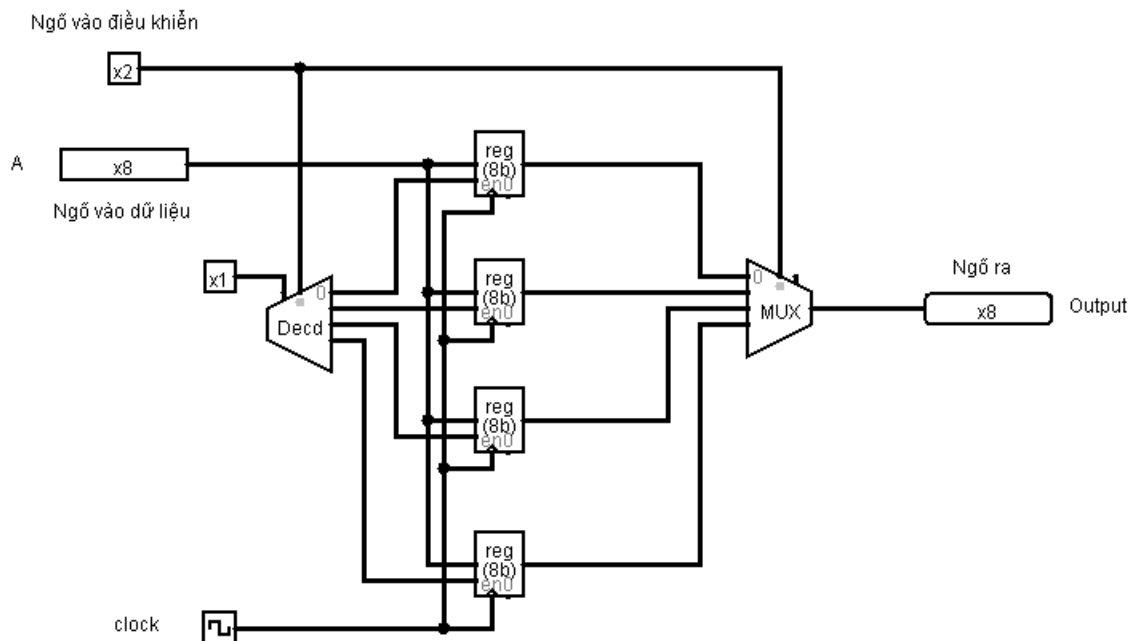 Ngõ vào điều khiển
x2
A
x8
Ngõ vào dữ liệu
x1
0
Decd
reg
(8b)
en0
reg
(8b)
en0
reg
(8b)
en0
reg
(8b)
en0
0
MUX
Ngõ ra
x8
Output
clock